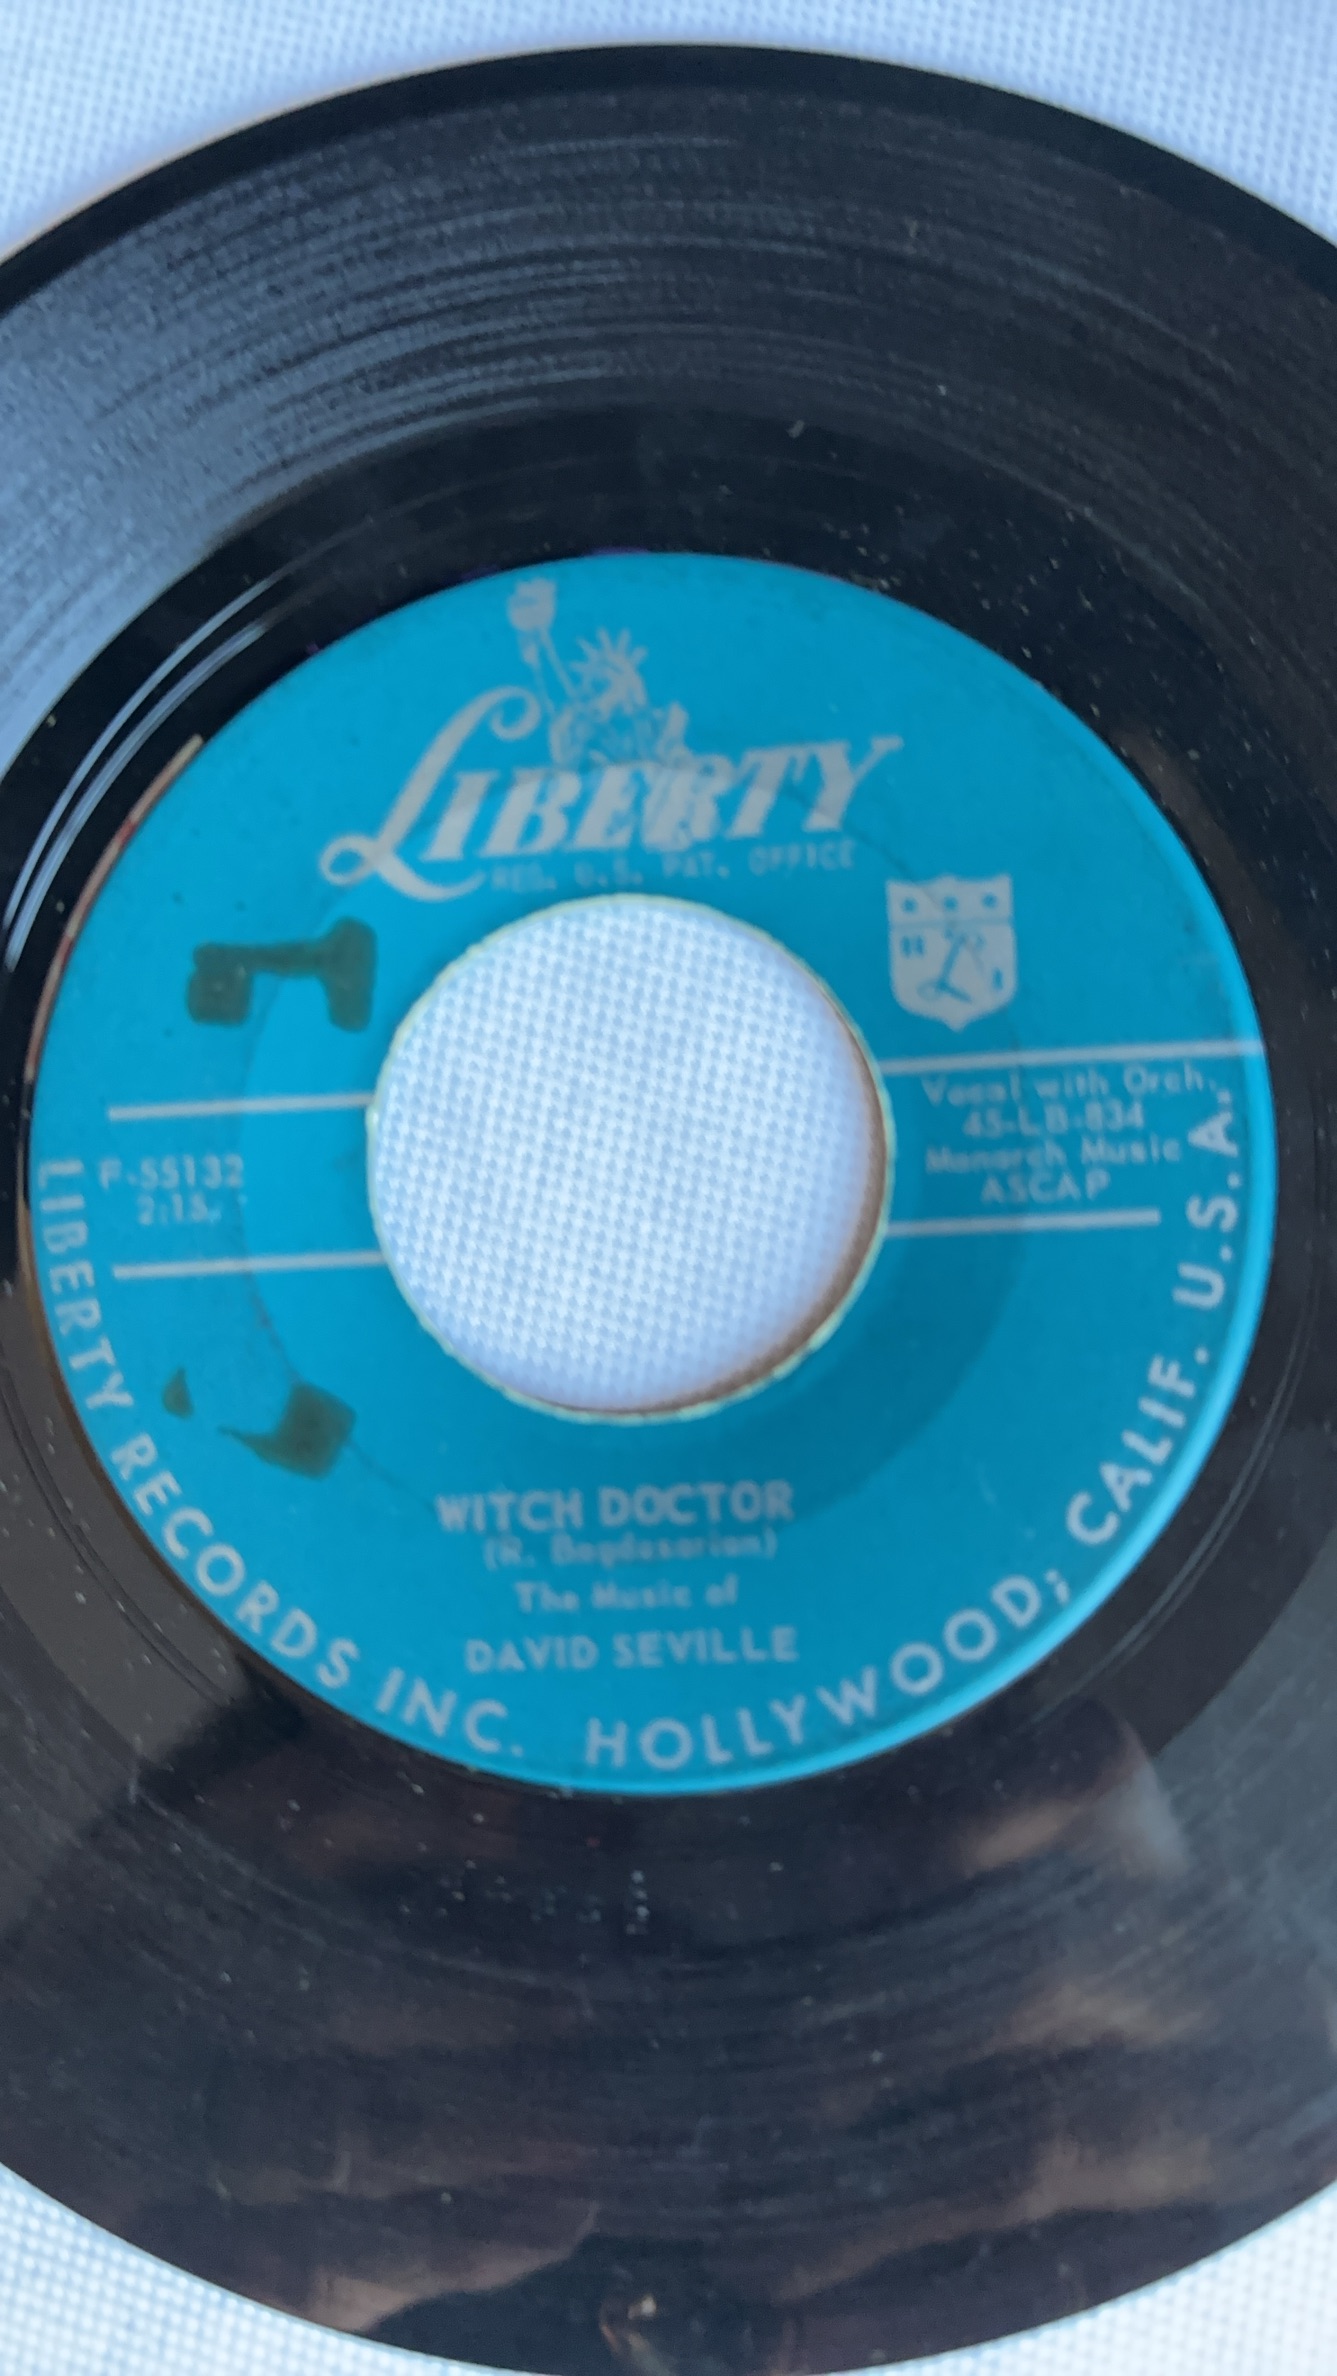 LIBERTY
REG. U.S. PAT. OFFICE
F-55132
2:15
Vocal with Orch.
45-LB-834
Monarch Music
ASCAP
WITCH DOCTOR
(R. Bagdasarian)
The Music of
DAVID SEVILLE
LIBERTY RECORDS INC. HOLLYWOOD; CALIF. U.S.A.